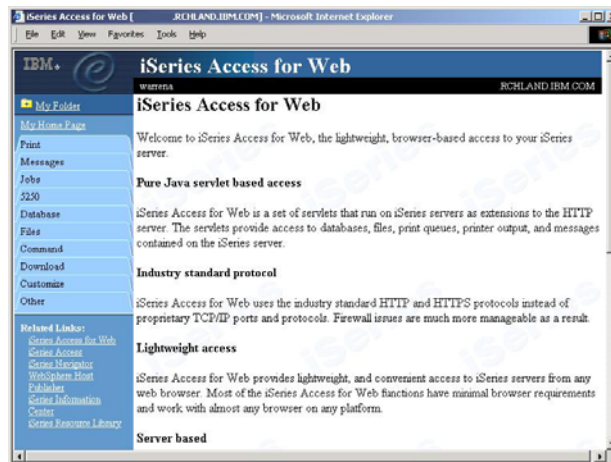 iSeries Access for Web [ .RCHLAND.IBM.COM] - Microsoft Internet Explorer
File Edit View Favorites Tools Help
IBM
iSeries Access for Web
warrena RCHLAND.IBM.COM
My Folder
My Home Page
Print
Messages
Jobs
5250
Database
Files
Command
Download
Customize
Other
Related Links:
iSeries Access for Web
iSeries Access
iSeries Navigator
WebSphere Host
Publisher
iSeries Information
Center
iSeries Resource Library
iSeries Access for Web
Welcome to iSeries Access for Web, the lightweight, browser-based access to your iSeries
server.
Pure Java servlet based access
iSeries Access for Web is a set of servlets that run on iSeries servers as extensions to the HTTP
server. The servlets provide access to databases, files, print queues, printer output, and messages
contained on the iSeries server.
Industry standard protocol
iSeries Access for Web uses the industry standard HTTP and HTTPS protocols instead of
proprietary TCP/IP ports and protocols. Firewall issues are much more manageable as a result.
Lightweight access
iSeries Access for Web provides lightweight, and convenient access to iSeries servers from any
web browser. Most of the iSeries Access for Web functions have minimal browser requirements
and work with almost any browser on any platform.
Server based